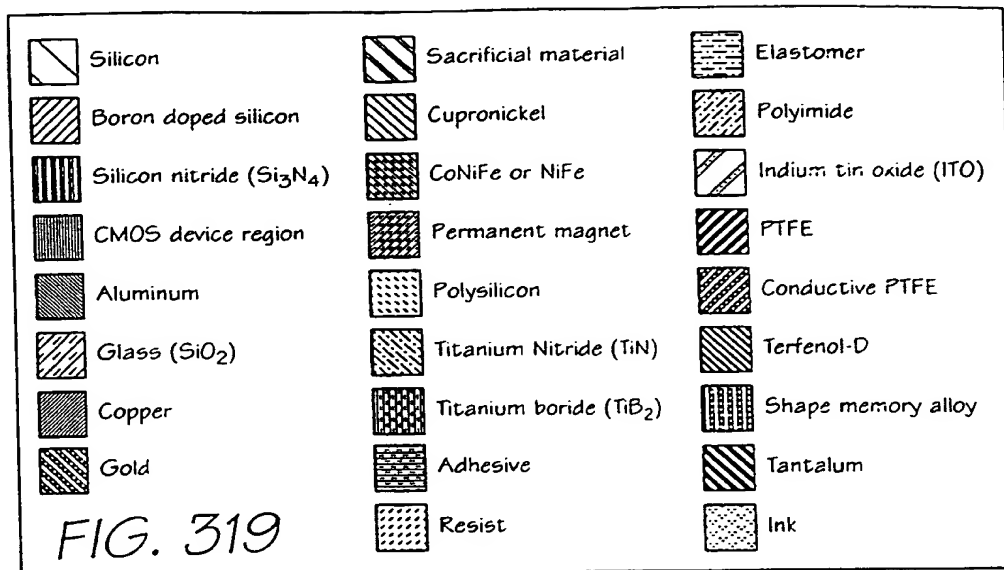 Silicon
Boron doped silicon
Silicon nitride (Si₃N₄)
CMOS device region
Aluminum
Glass (SiO₂)
Copper
Gold
FIG. 319
Sacrificial material
Cupronickel
CoNiFe or NiFe
Permanent magnet
Polysilicon
Titanium Nitride (TiN)
Titanium boride (TiB₂)
Adhesive
Resist
Elastomer
Polyimide
Indium tin oxide (ITO)
PTFE
Conductive PTFE
Terfenol-D
Shape memory alloy
Tantalum
Ink